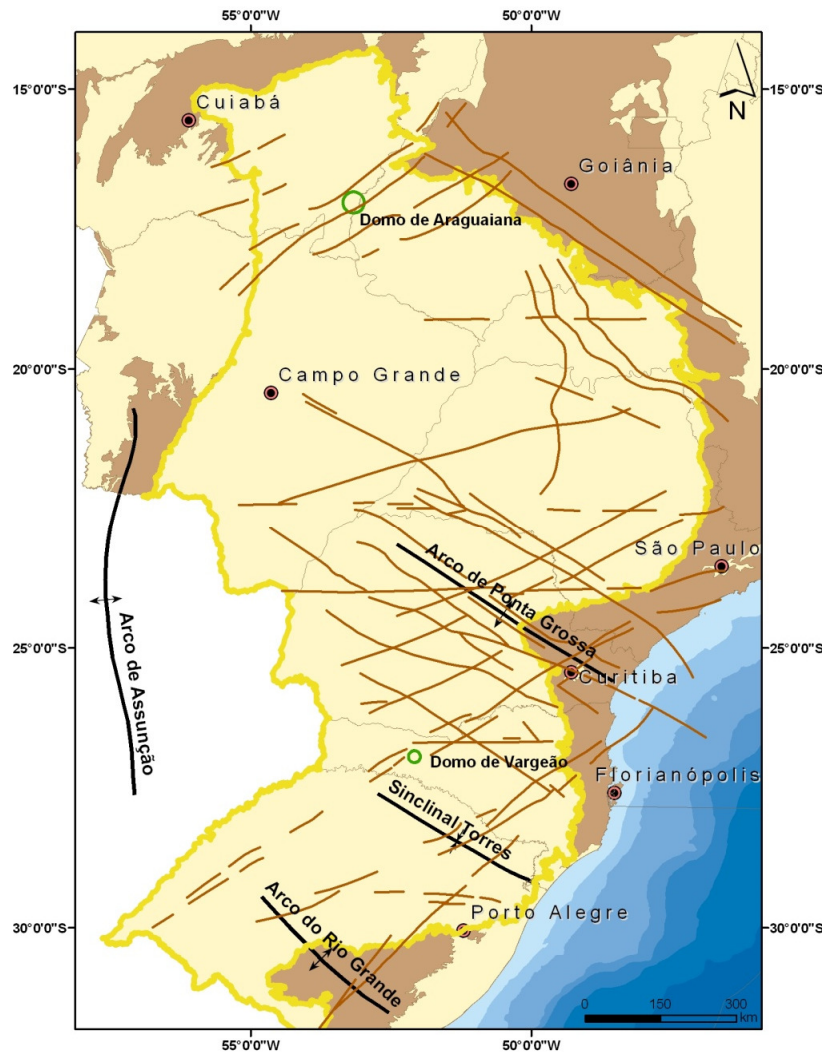 55°0'0"W
50°0'0"W
15°0'0"S
15°0'0"S
N
Cuiabá
Goiânia
Domo de Araguaiana
20°0'0"S
20°0'0"S
Campo Grande
São Paulo
Arco de Ponta Grossa
Arco de Assunção
25°0'0"S
25°0'0"S
Curitiba
Domo de Vargeão
Florianópolis
Sinclinal Torres
Arco do Rio Grande
Porto Alegre
30°0'0"S
30°0'0"S
0 150 300
km
55°0'0"W
50°0'0"W